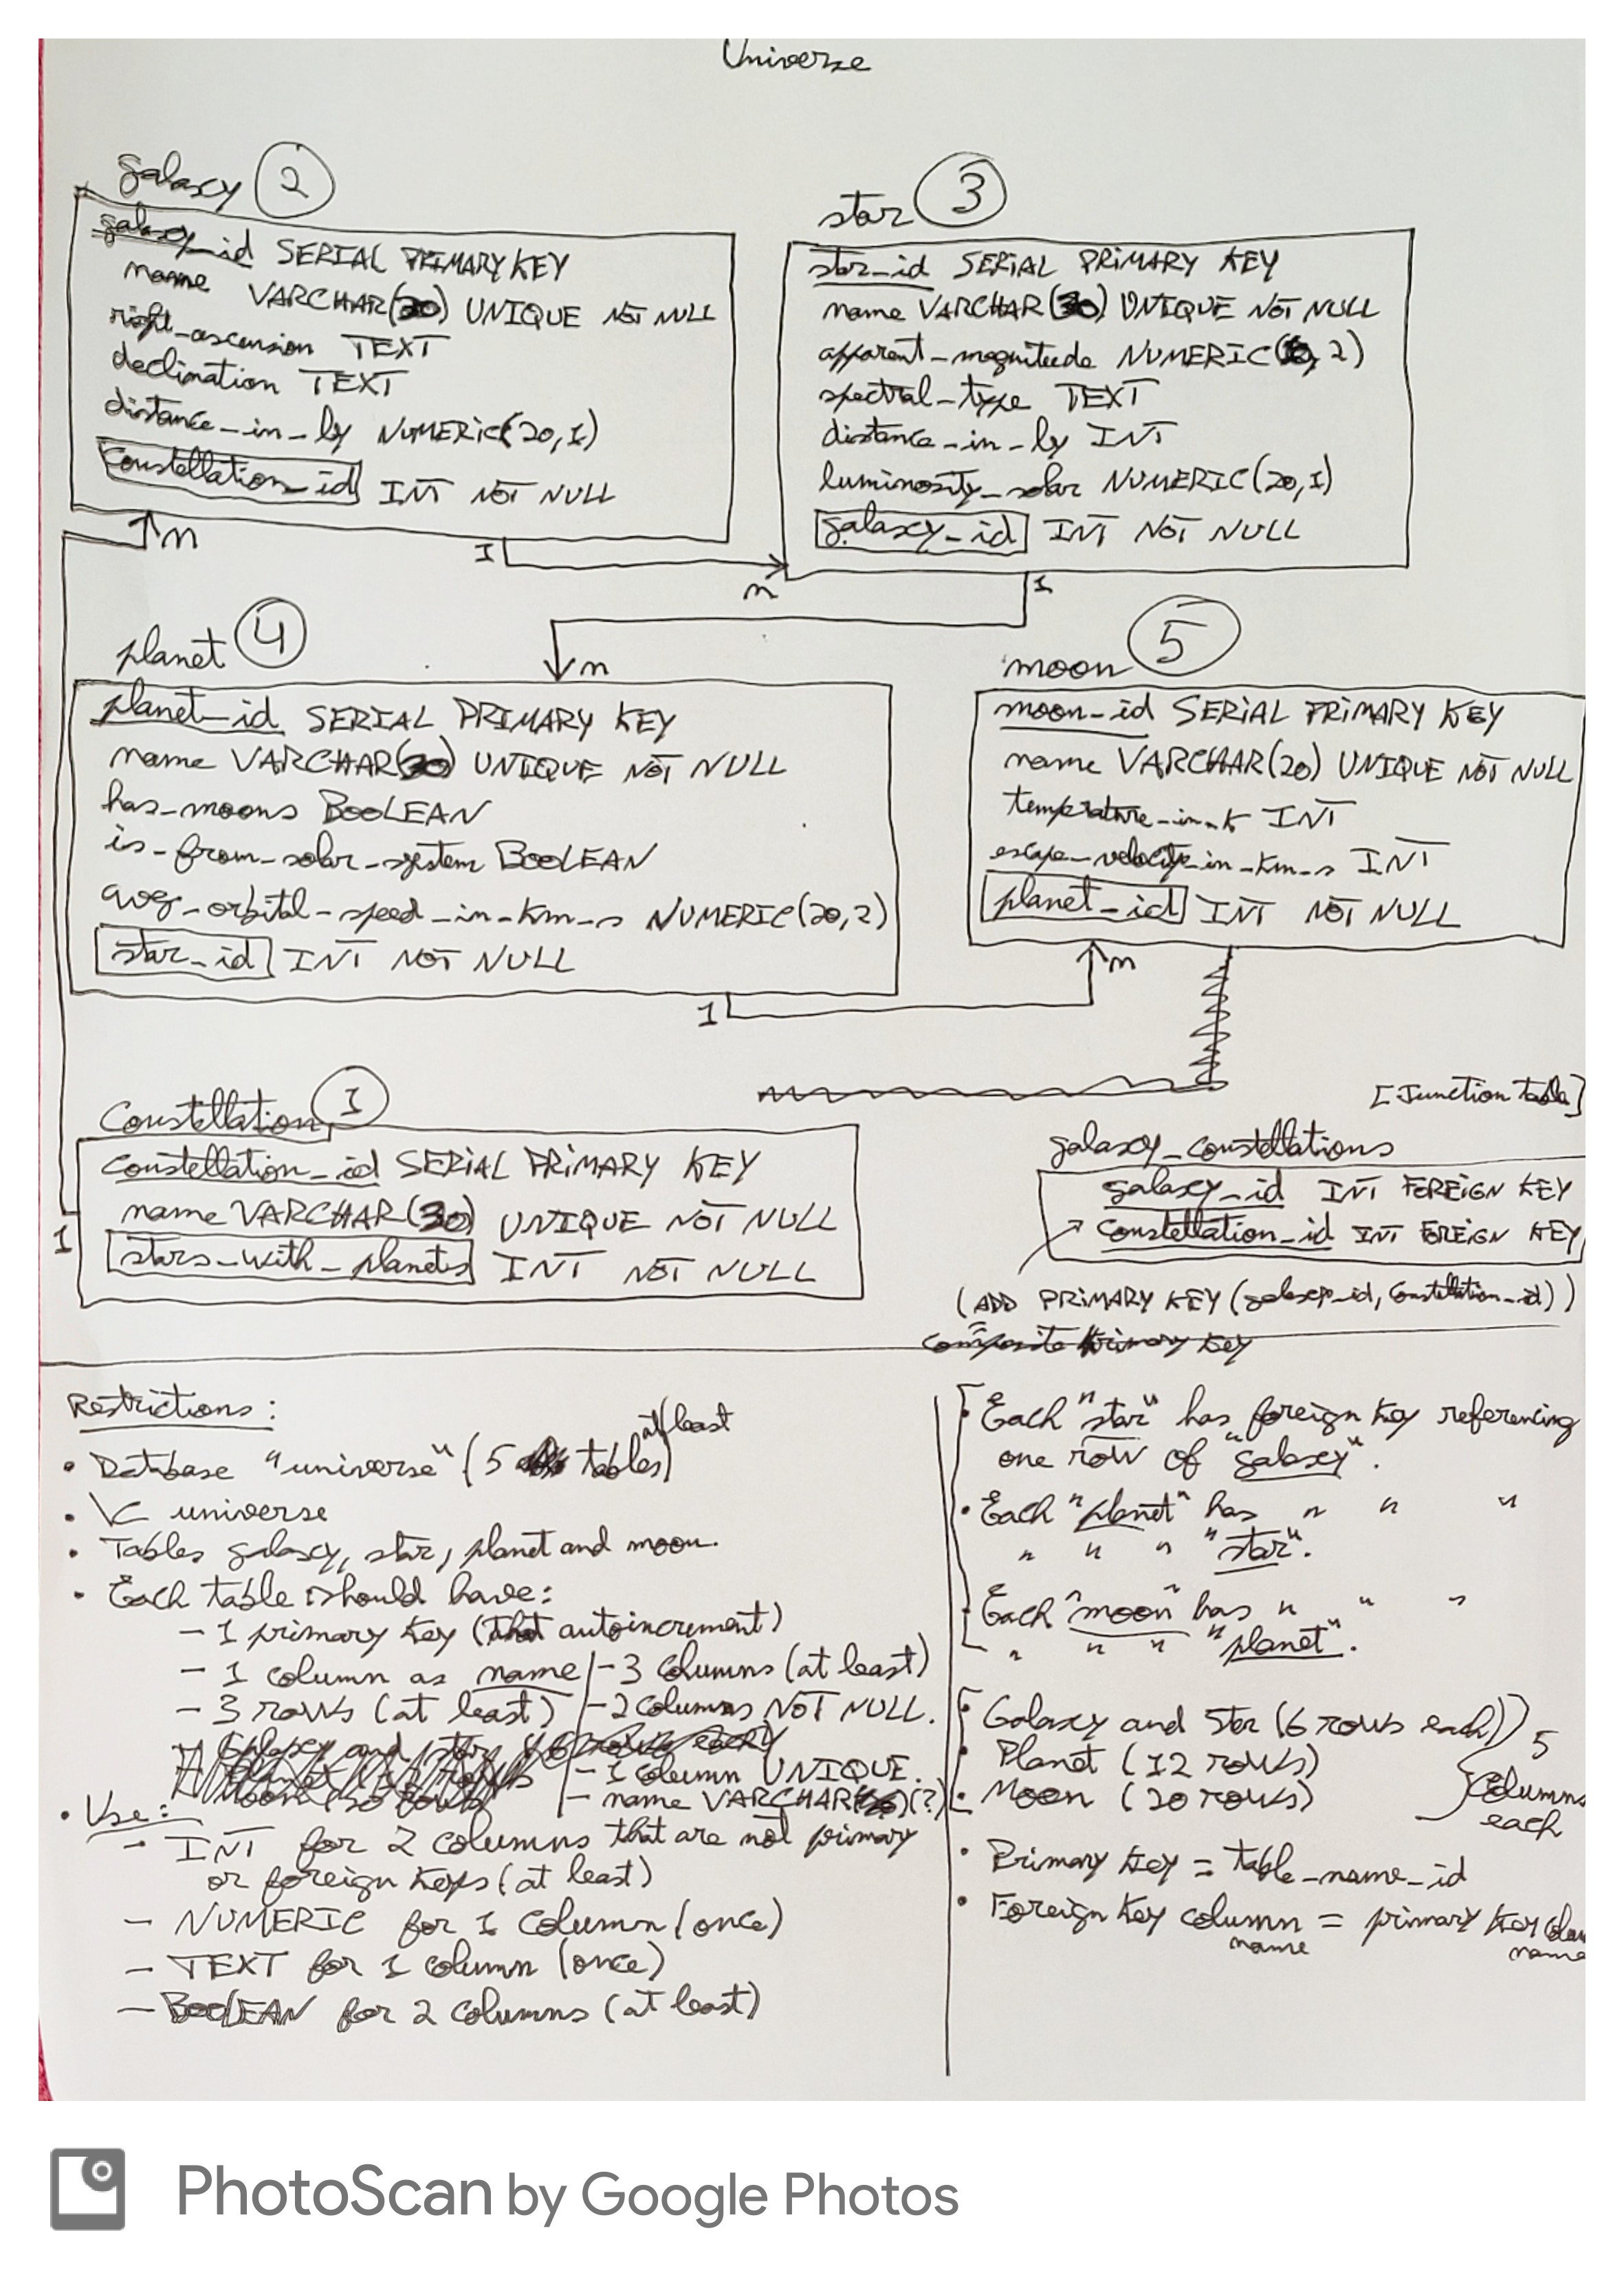 Universe
galaxy 2
galaxy_id SERIAL PRIMARY KEY
name VARCHAR(30) UNIQUE NOT NULL
right_ascension TEXT
declination TEXT
distance_in_ly NUMERIC(20,1)
constellation_id INT NOT NULL
n
1
n
star 3
star_id SERIAL PRIMARY KEY
name VARCHAR(30) UNIQUE NOT NULL
apparent_magnitude NUMERIC( , 2)
spectral_type TEXT
distance_in_ly INT
luminosity_solar NUMERIC(20,1)
galaxy_id INT NOT NULL
1
n
planet 4
planet_id SERIAL PRIMARY KEY
name VARCHAR(30) UNIQUE NOT NULL
has_moons BOOLEAN
is_from_solar_system BOOLEAN
avg_orbital_speed_in_km_s NUMERIC(20,2)
star_id INT NOT NULL
1
n
moon 5
moon_id SERIAL PRIMARY KEY
name VARCHAR(20) UNIQUE NOT NULL
temperature_in_K INT
escape_velocity_in_km_s INT
planet_id INT NOT NULL
Constellation 1
constellation_id SERIAL PRIMARY KEY
name VARCHAR(30) UNIQUE NOT NULL
stars_with_planets INT NOT NULL
1
[Junction table]
galaxy_constellations
galaxy_id INT FOREIGN KEY
constellation_id INT FOREIGN KEY
(ADD PRIMARY KEY (galaxy_id, constellation_id))
composite primary key
Restrictions:
• Database "universe" (5 tables) at least
• \c universe
• Tables galaxy, star, planet and moon.
• Each table should have:
- 1 primary key (that autoincrement)
- 1 column as name
- 3 rows (at least)
- 3 columns (at least)
- 2 columns NOT NULL.
- 1 column UNIQUE.
- name VARCHAR( )(?)
• Use:
- INT for 2 columns that are not primary
or foreign keys (at least)
- NUMERIC for 1 column (once)
- TEXT for 1 column (once)
- BOOLEAN for 2 columns (at least)
• Each "star" has foreign key referencing
one row of "galaxy".
• Each "planet" has " " "
" " " "star".
• Each "moon" has " " "
" " " "planet".
• Galaxy and Star (6 rows each)
• Planet (12 rows)
• Moon (20 rows)
5
columns
each
• Primary key = table_name_id
• Foreign key column name = primary key colum name
PhotoScan by Google Photos